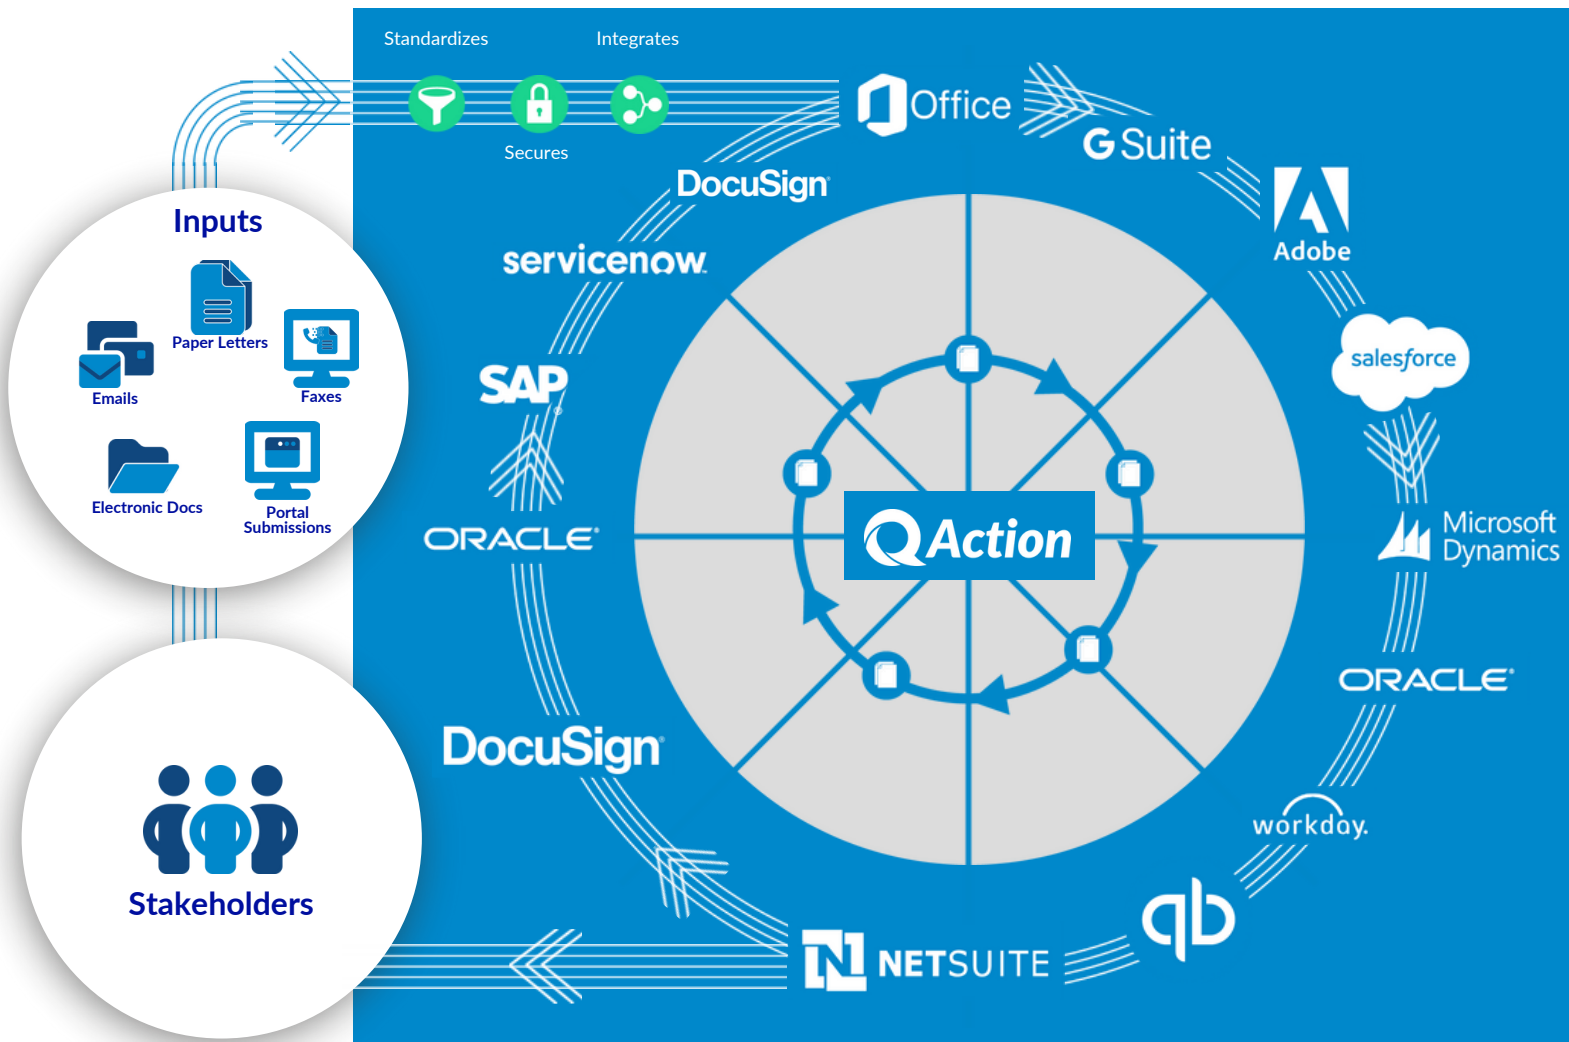 Standardizes
Integrates
Secures
Inputs
Paper Letters
Emails
Faxes
Electronic Docs
Portal
Submissions
Stakeholders
Office
G Suite
Adobe
salesforce
Microsoft
Dynamics
ORACLE®
workday.
qb
N NETSUITE
DocuSign®
ORACLE®
SAP®
servicenow
DocuSign®
QAction